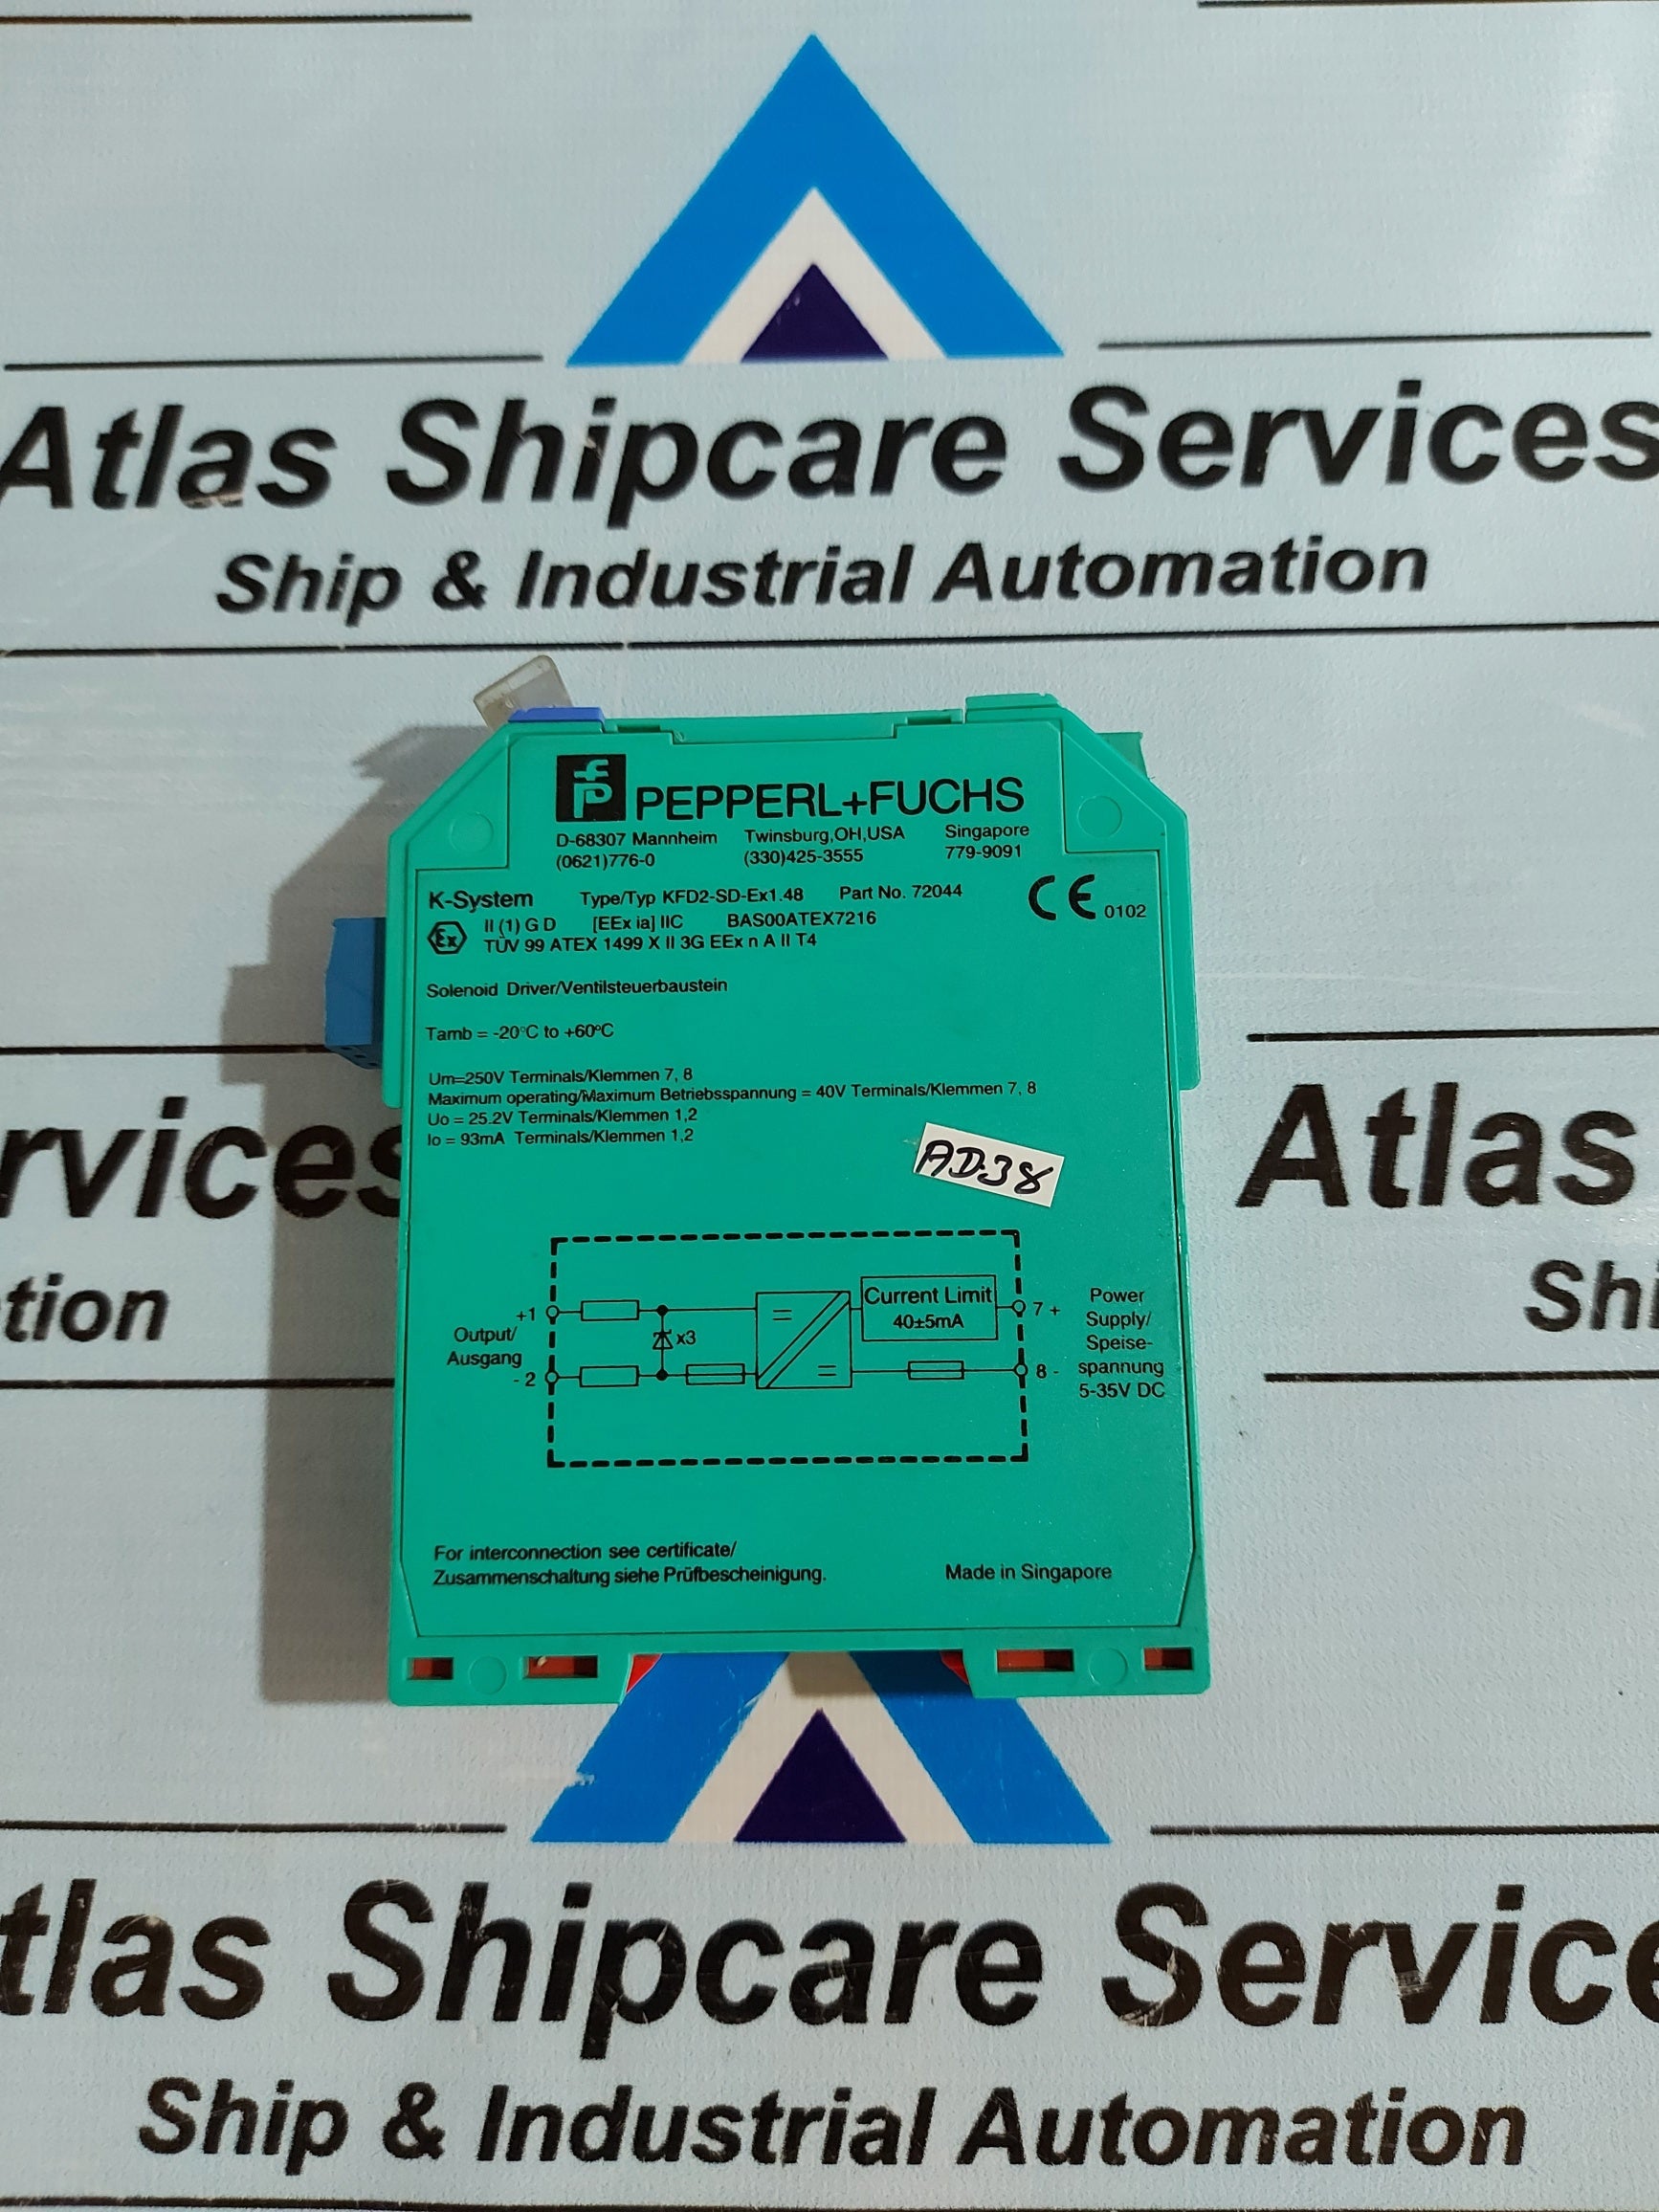 Atlas Shipcare Services
Ship & Industrial Automation
PEPPERL+FUCHS
D-68307 Mannheim Twinsburg,OH,USA Singapore
(0621)776-0 (330)425-3555 779-9091
K-System Type/Typ KFD2-SD-Ex1.48 Part No. 72044
Ex II (1) G D [EEx ia] IIC BAS00ATEX7216 CE 0102
TÜV 99 ATEX 1499 X II 3G EEx n A II T4
Solenoid Driver/Ventilsteuerbaustein
Tamb = -20°C to +60°C
Um=250V Terminals/Klemmen 7, 8
Maximum operating/Maximum Betriebsspannung = 40V Terminals/Klemmen 7, 8
Uo = 25.2V Terminals/Klemmen 1,2
Io = 93mA Terminals/Klemmen 1,2
AD.38
rvices
Atlas
tion
Shi
+1
Output/
Ausgang
- 2
x3
=
=
Current Limit
40±5mA
7 +
8 -
Power
Supply/
Speise-
spannung
5-35V DC
For interconnection see certificate/
Zusammenschaltung siehe Prüfbescheinigung. Made in Singapore
tlas Shipcare Service
Ship & Industrial Automation